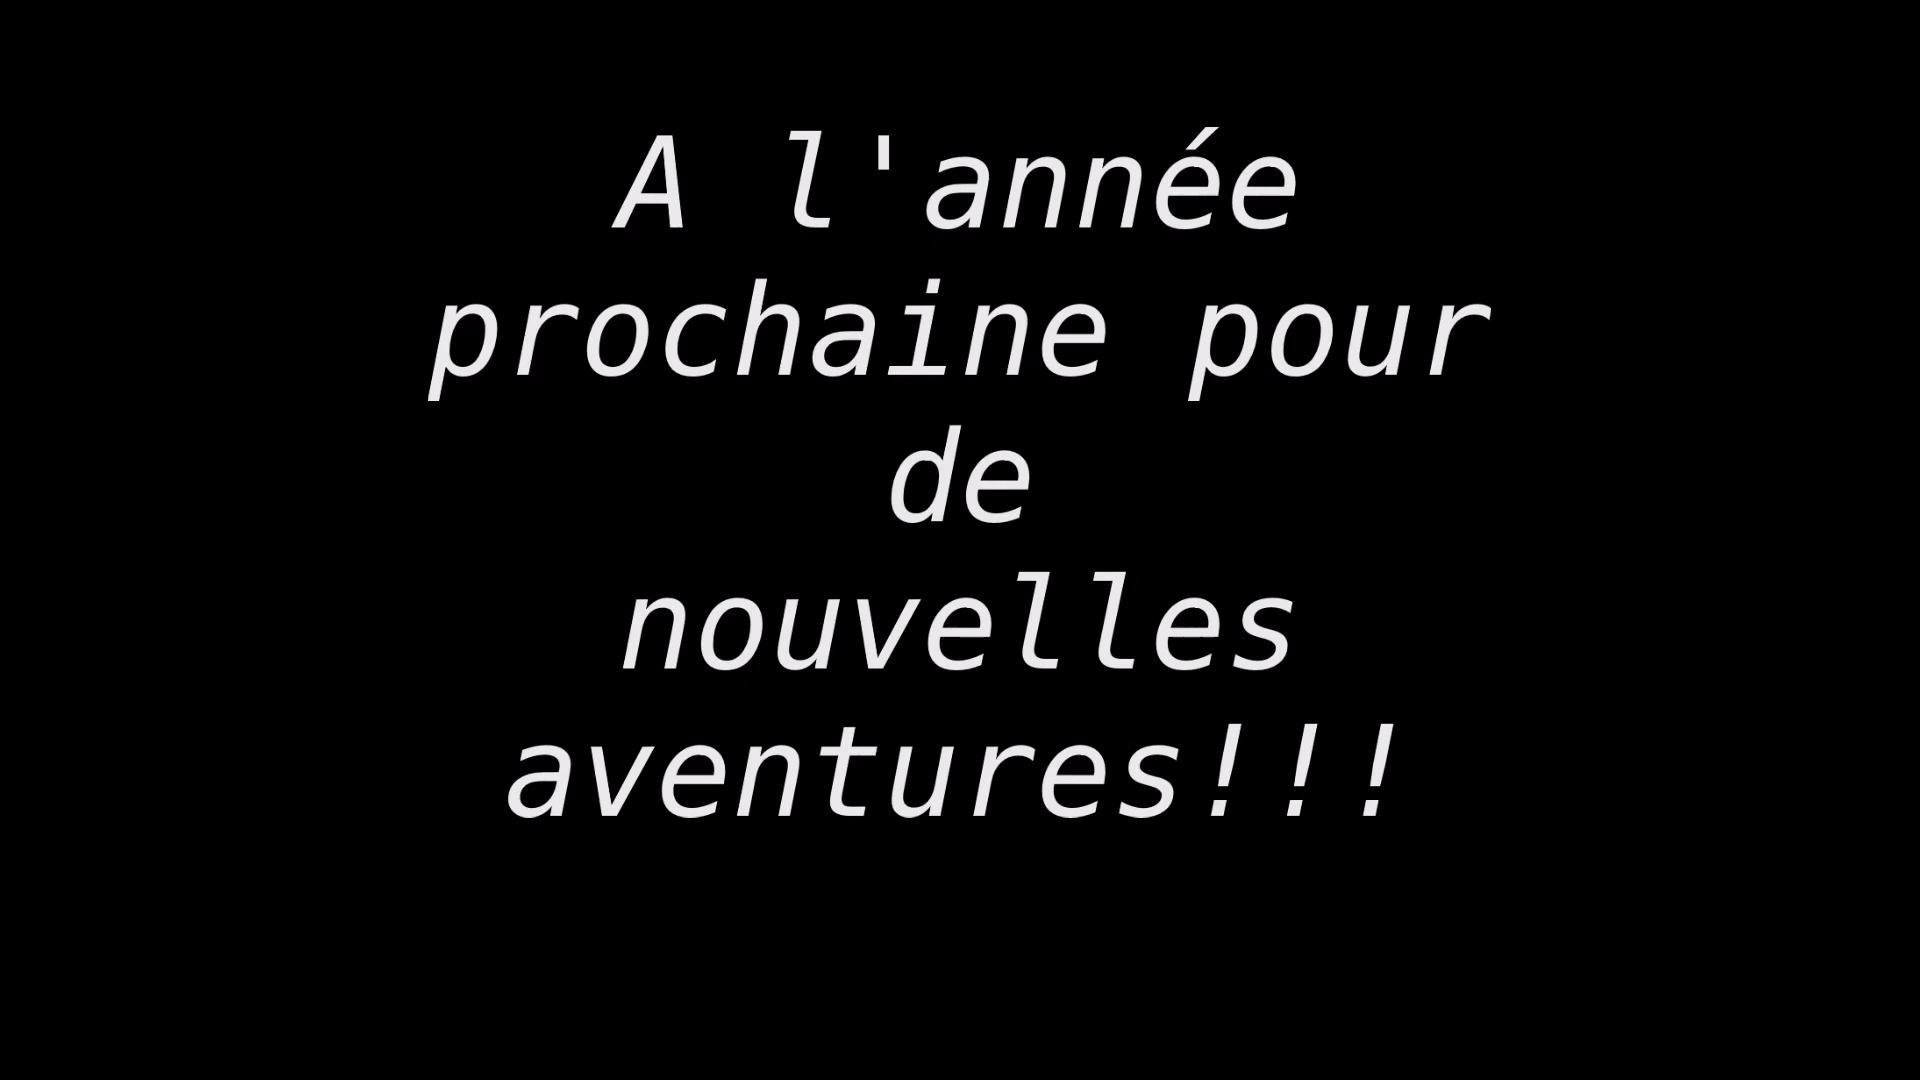 A l'année
prochaine pour
de
nouvelles
aventures!!!